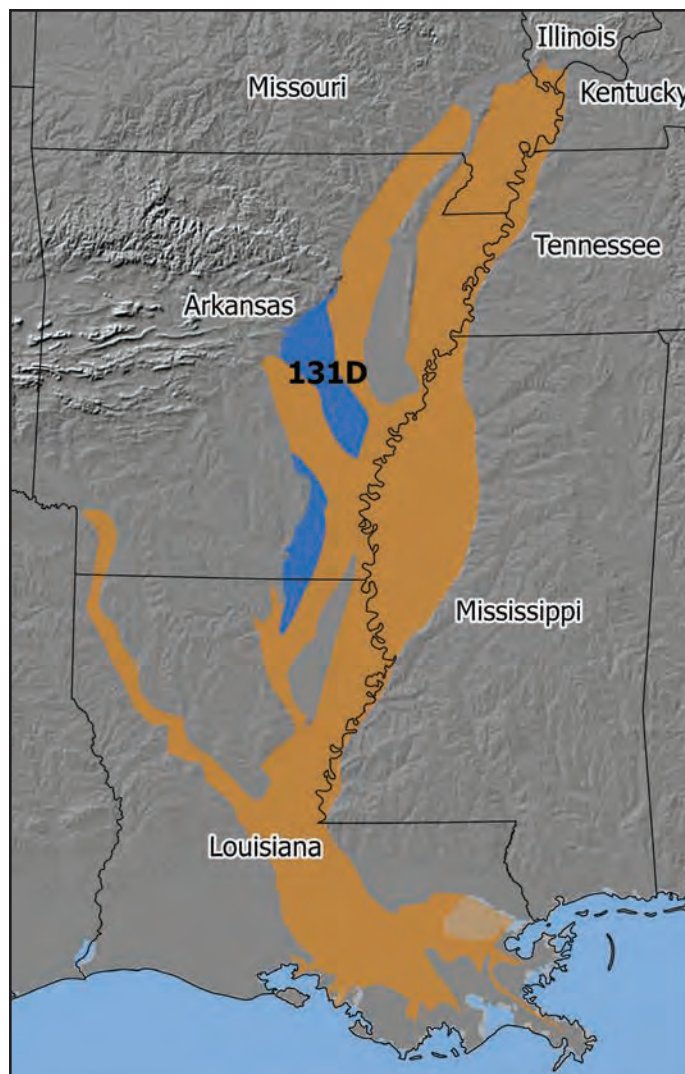 Illinois
Missouri
Kentucky
Tennessee
Arkansas
131D
Mississippi
Louisiana